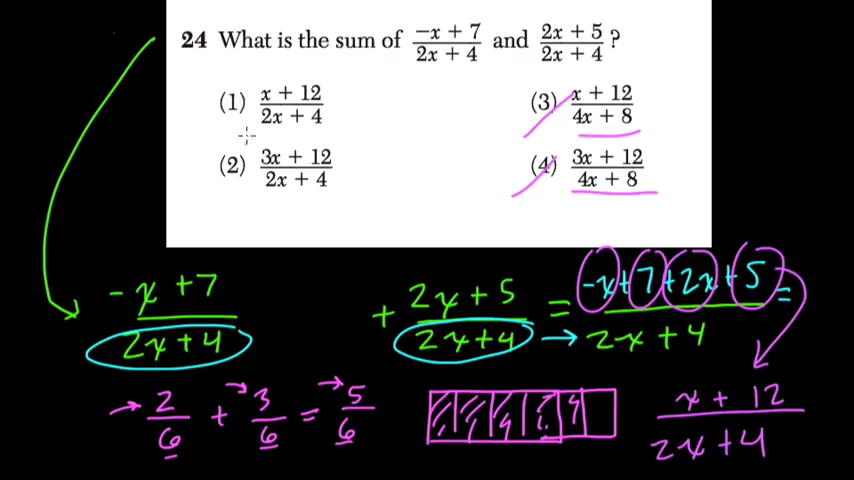 24 What is the sum of (-x + 7)/(2x + 4) and (2x + 5)/(2x + 4)?
(1) (x + 12)/(2x + 4)
(3) (x + 12)/(4x + 8)
(2) (3x + 12)/(2x + 4)
(4) (3x + 12)/(4x + 8)
(-x + 7)/(2x + 4) + (2x + 5)/(2x + 4) = → (-x + 7 + 2x + 5)/(2x + 4) =
→ 2/6 + → 3/6 = → 5/6
(x + 12)/(2x + 4)